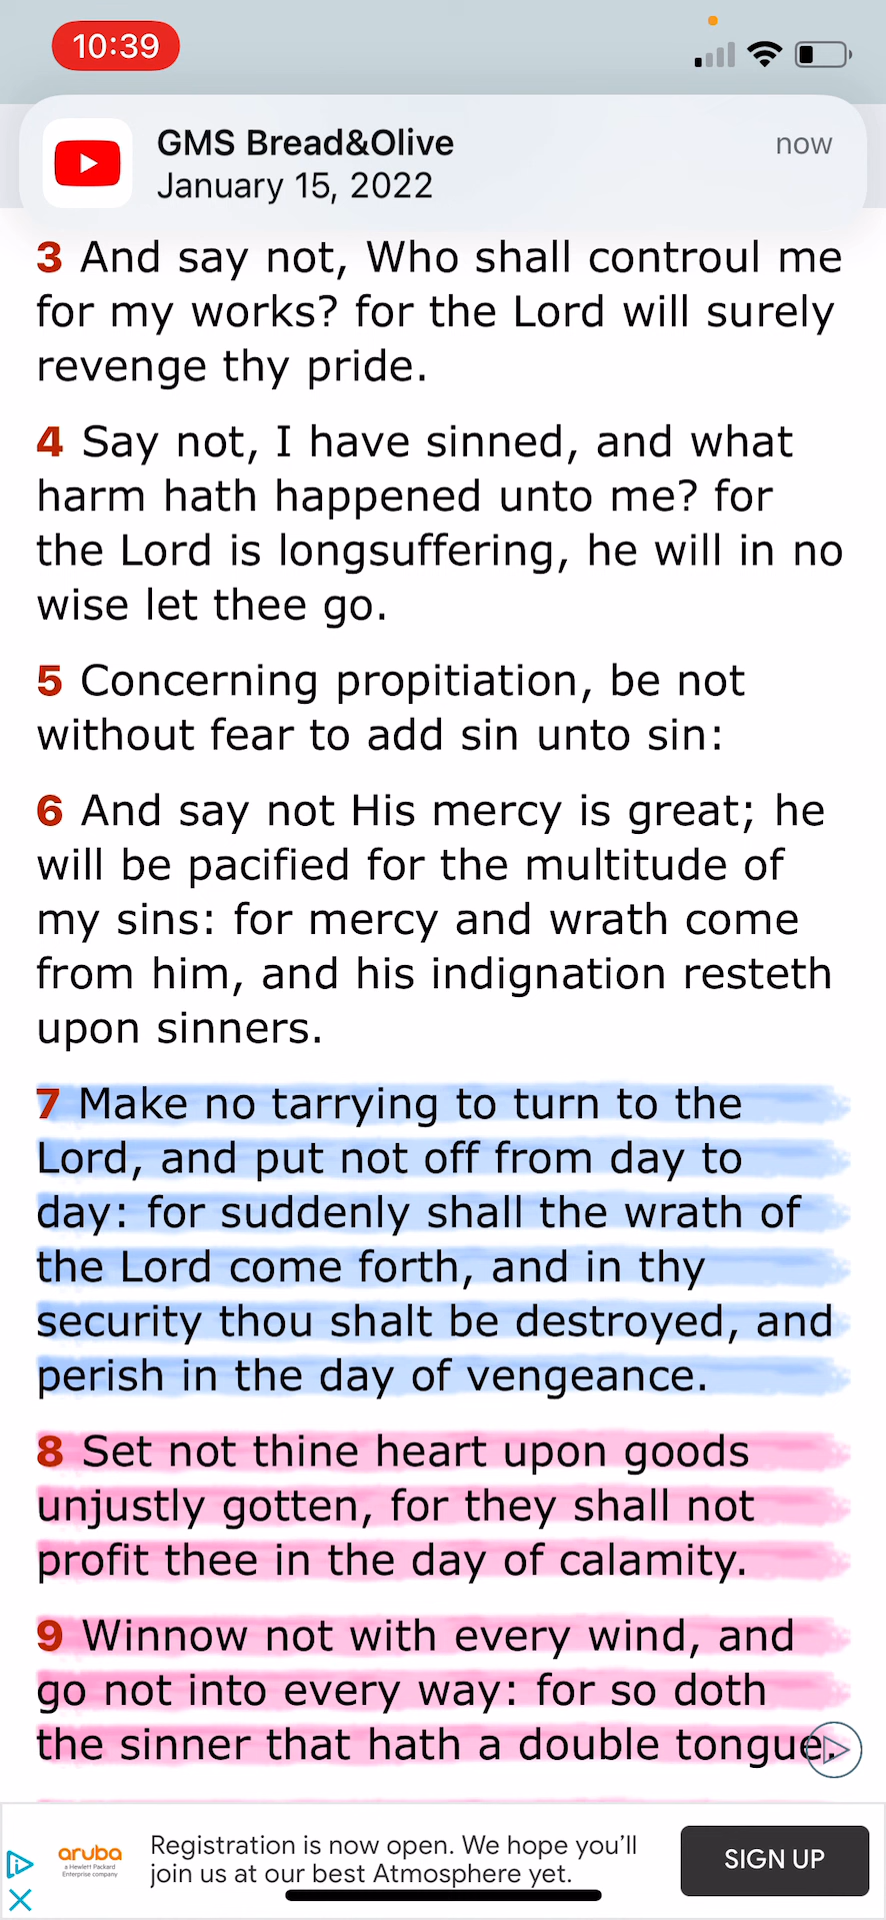 10:39
GMS Bread&Olive
now
January 15, 2022
3 And say not, Who shall controul me
for my works? for the Lord will surely
revenge thy pride.
4 Say not, I have sinned, and what
harm hath happened unto me? for
the Lord is longsuffering, he will in no
wise let thee go.
5 Concerning propitiation, be not
without fear to add sin unto sin:
6 And say not His mercy is great; he
will be pacified for the multitude of
my sins: for mercy and wrath come
from him, and his indignation resteth
upon sinners.
7 Make no tarrying to turn to the
Lord, and put not off from day to
day: for suddenly shall the wrath of
the Lord come forth, and in thy
security thou shalt be destroyed, and
perish in the day of vengeance.
8 Set not thine heart upon goods
unjustly gotten, for they shall not
profit thee in the day of calamity.
9 Winnow not with every wind, and
go not into every way: for so doth
the sinner that hath a double tongue.
aruba
a Hewlett Packard
Enterprise company
Registration is now open. We hope you'll
join us at our best Atmosphere yet.
SIGN UP